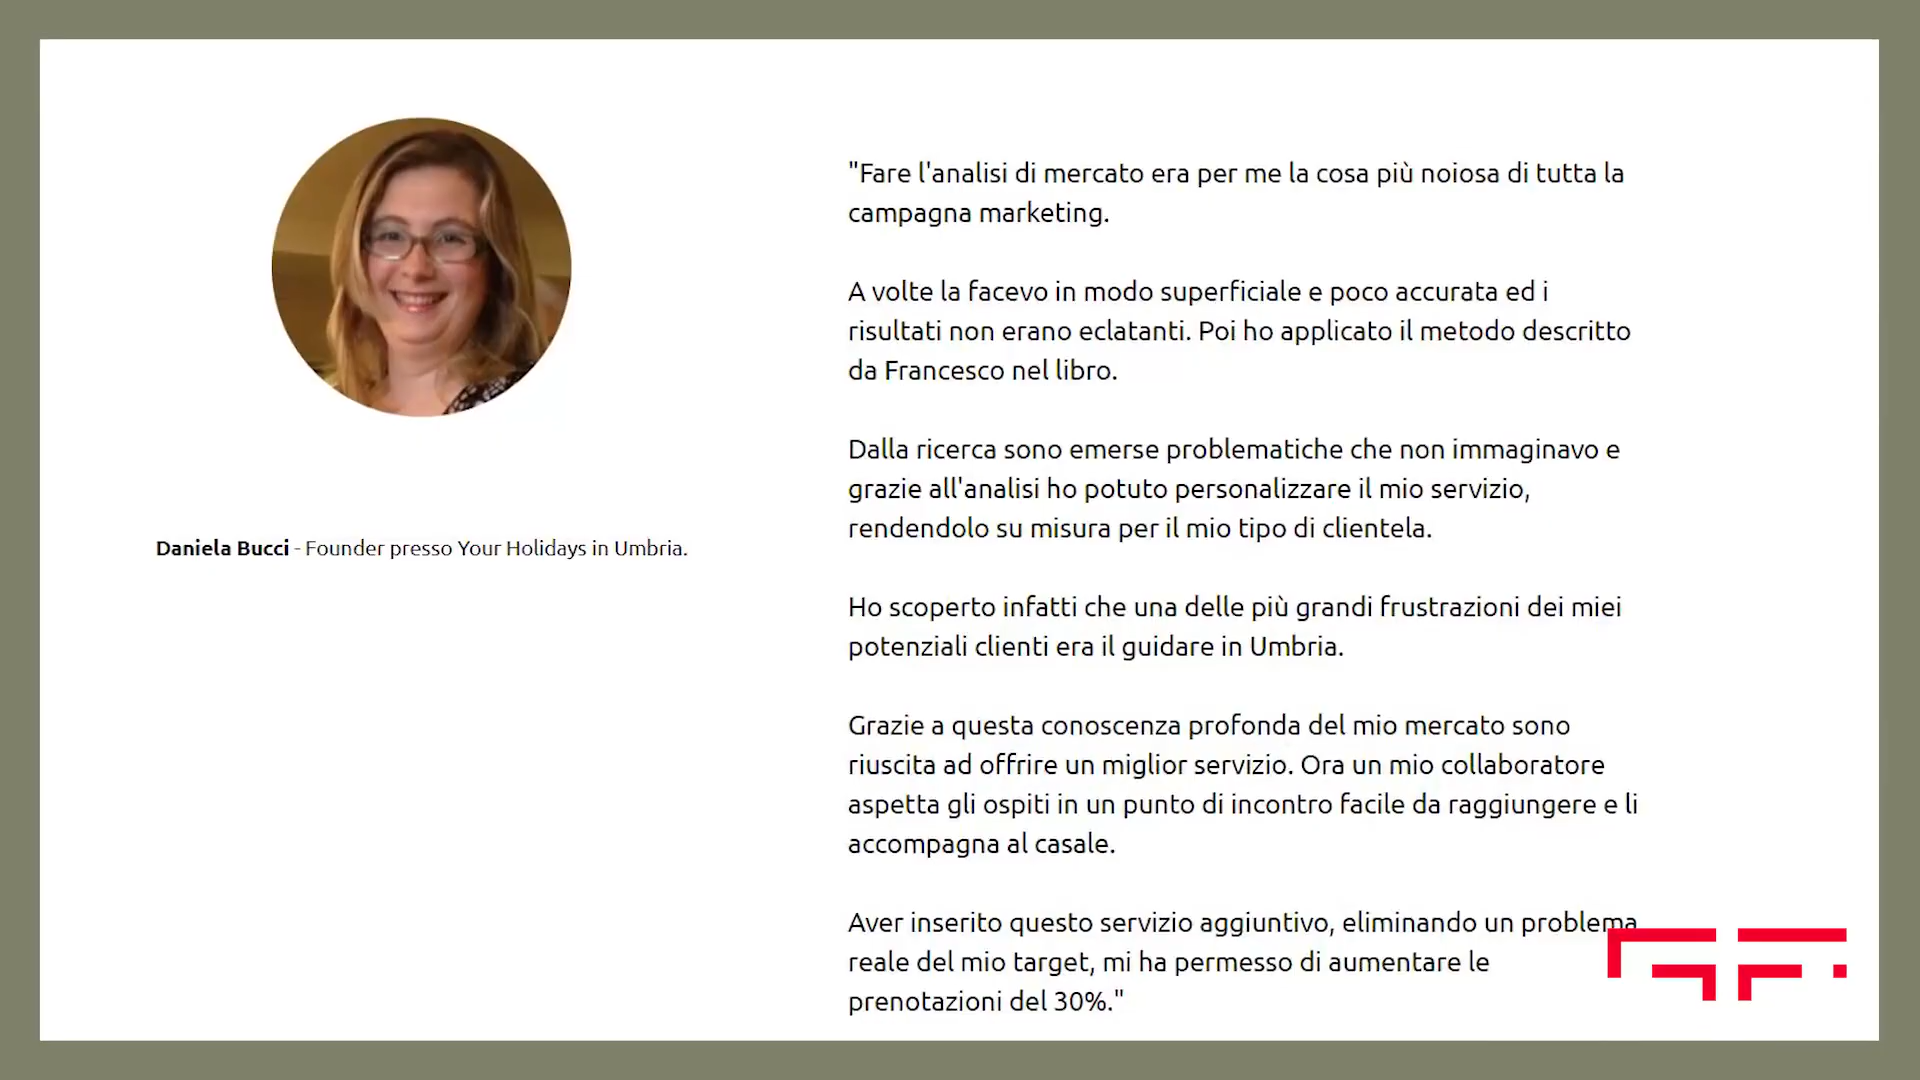 "Fare l'analisi di mercato era per me la cosa più noiosa di tutta la
campagna marketing.
A volte la facevo in modo superficiale e poco accurata ed i
risultati non erano eclatanti. Poi ho applicato il metodo descritto
da Francesco nel libro.
Dalla ricerca sono emerse problematiche che non immaginavo e
grazie all'analisi ho potuto personalizzare il mio servizio,
rendendolo su misura per il mio tipo di clientela.
Daniela Bucci - Founder presso Your Holidays in Umbria.
Ho scoperto infatti che una delle più grandi frustrazioni dei miei
potenziali clienti era il guidare in Umbria.
Grazie a questa conoscenza profonda del mio mercato sono
riuscita ad offrire un miglior servizio. Ora un mio collaboratore
aspetta gli ospiti in un punto di incontro facile da raggiungere e li
accompagna al casale.
Aver inserito questo servizio aggiuntivo, eliminando un problema
reale del mio target, mi ha permesso di aumentare le
prenotazioni del 30%."